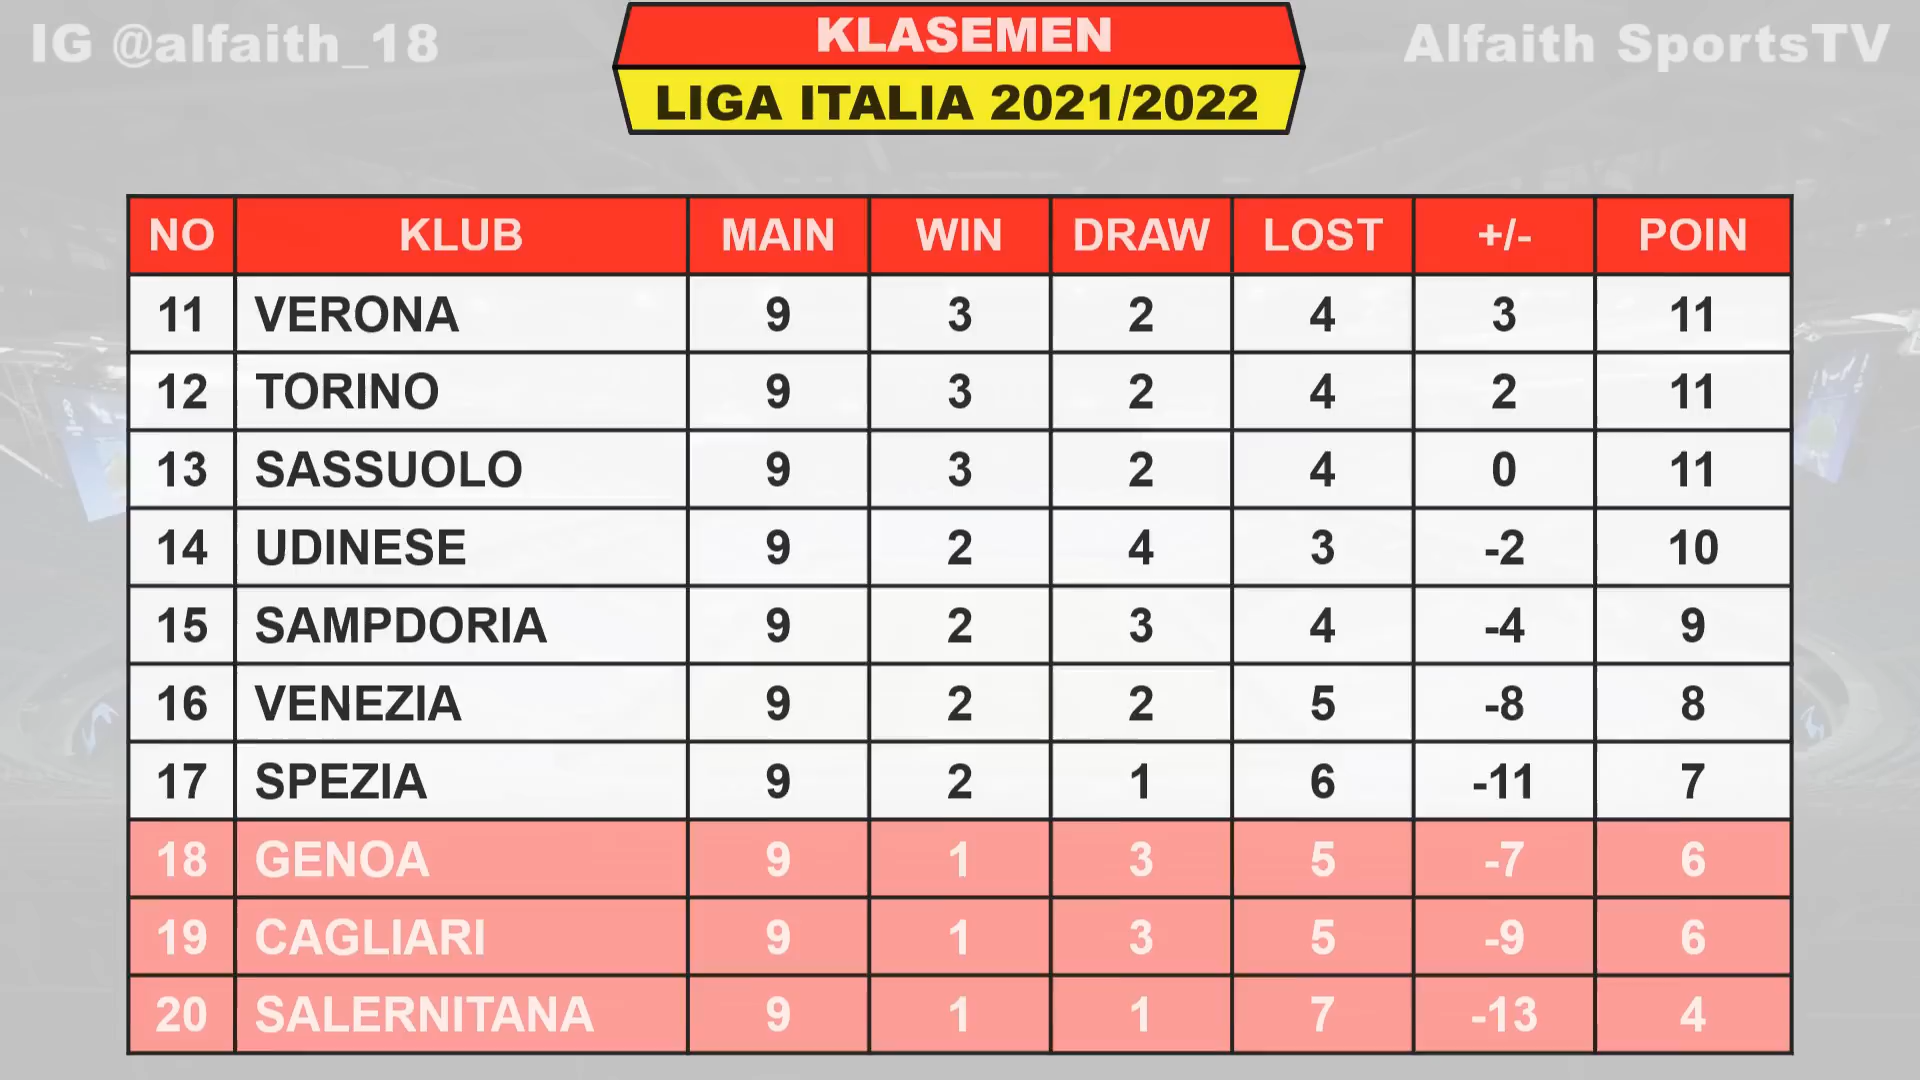 IG @alfaith_18
KLASEMEN
Alfaith SportsTV
LIGA ITALIA 2021/2022
NO KLUB MAIN WIN DRAW LOST +/- POIN
11 VERONA 9 3 2 4 3 11
12 TORINO 9 3 2 4 2 11
13 SASSUOLO 9 3 2 4 0 11
14 UDINESE 9 2 4 3 -2 10
15 SAMPDORIA 9 2 3 4 -4 9
16 VENEZIA 9 2 2 5 -8 8
17 SPEZIA 9 2 1 6 -11 7
18 GENOA 9 1 3 5 -7 6
19 CAGLIARI 9 1 3 5 -9 6
20 SALERNITANA 9 1 1 7 -13 4